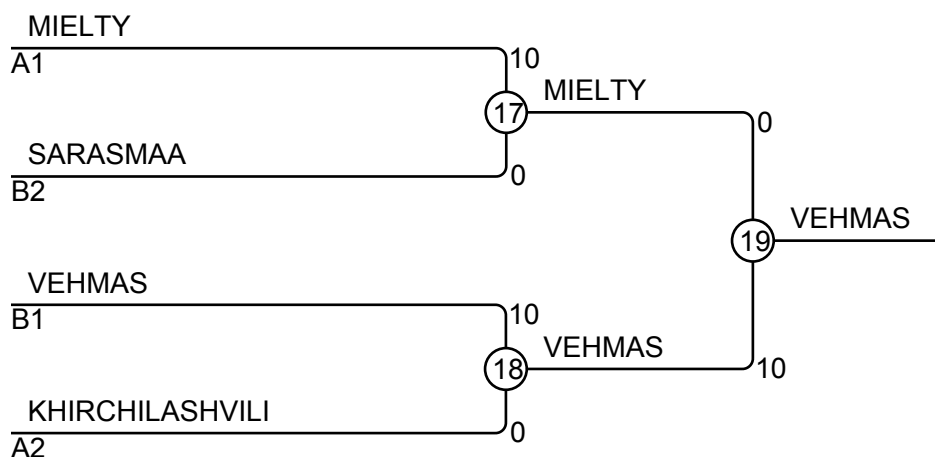 MIELTY
A1
10
17
MIELTY
0
SARASMAA
B2
0
19
VEHMAS
VEHMAS
B1
10
18
VEHMAS
10
KHIRCHILASHVILI
A2
0